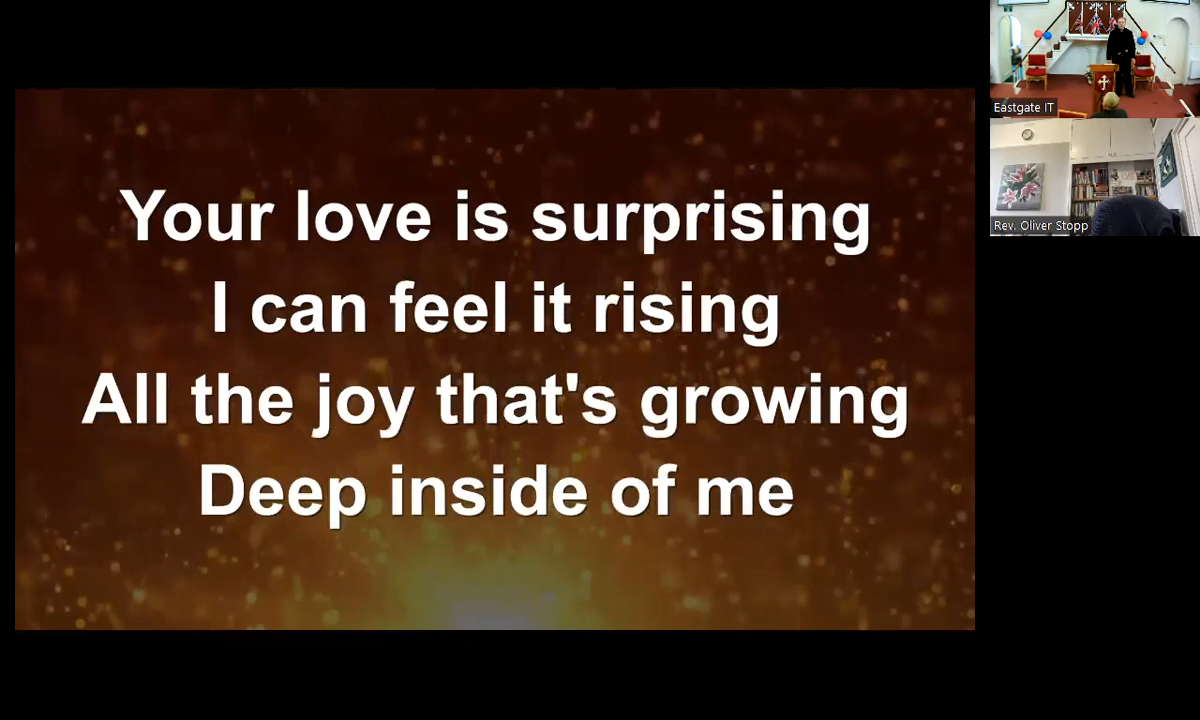 Your love is surprising
I can feel it rising
All the joy that's growing
Deep inside of me
Eastgate IT
Rev. Oliver Stopp